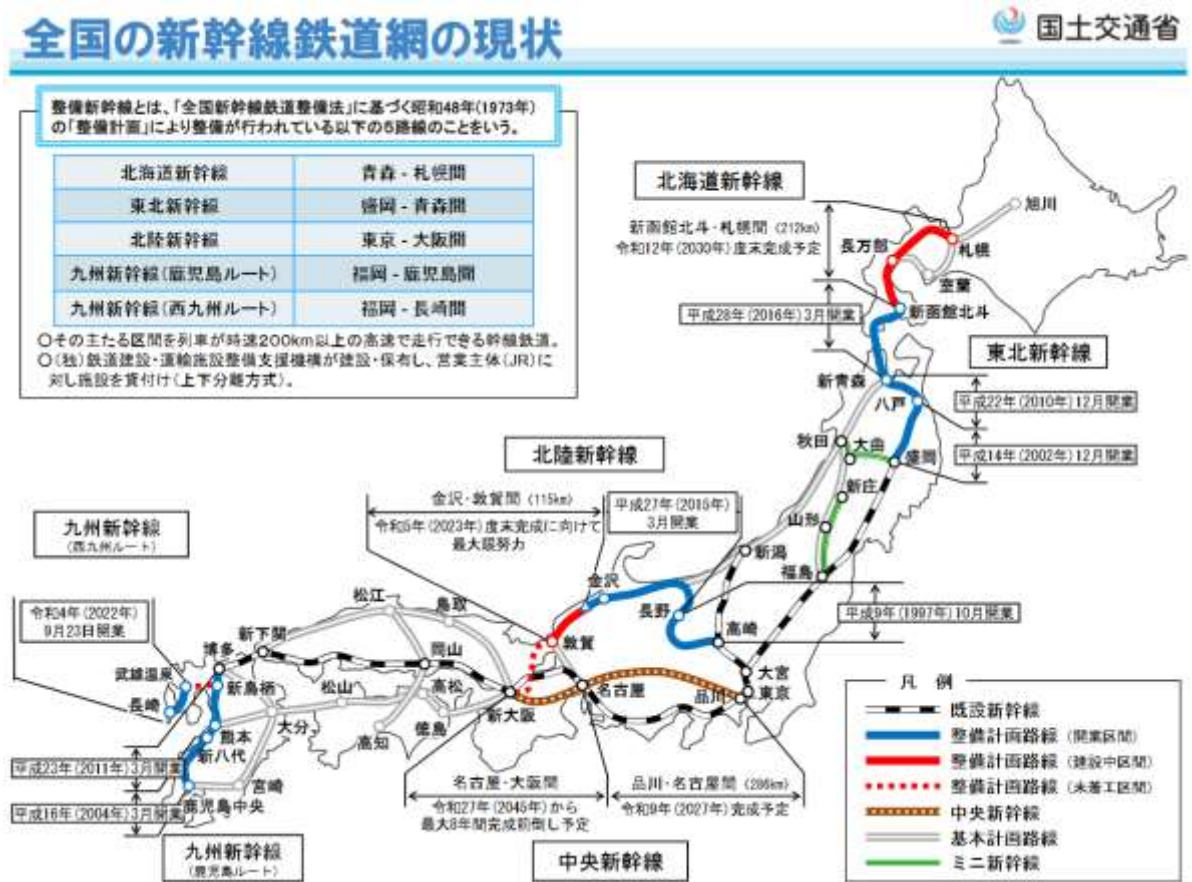 全国の新幹線鉄道網の現状
国土交通省
整備新幹線とは、「全国新幹線鉄道整備法」に基づく昭和48年(1973年)
の「整備計画」により整備が行われている以下の5路線のことをいう。
北海道新幹線 青森 - 札幌間
東北新幹線 盛岡 - 青森間
北陸新幹線 東京 - 大阪間
九州新幹線(鹿児島ルート) 福岡 - 鹿児島間
九州新幹線(西九州ルート) 福岡 - 長崎間
○その主たる区間を列車が時速200km以上の高速で走行できる幹線鉄道。
○(独)鉄道建設・運輸施設整備支援機構が建設・保有し、営業主体(JR)に
対し施設を貸付け(上下分離方式)。
北海道新幹線
新函館北斗・札幌間 (212km)
令和12年(2030年)度末完成予定
旭川
札幌
長万部
室蘭
平成28年(2016年)3月開業
新函館北斗
東北新幹線
新青森
八戸
平成22年(2010年)12月開業
秋田
大曲
盛岡
平成14年(2002年)12月開業
新庄
山形
福島
新潟
北陸新幹線
金沢・敦賀間 (115km)
令和5年(2023年)度末完成に向けて
最大限努力
平成27年(2015年)
3月開業
金沢
長野
高崎
平成9年(1997年)10月開業
大宮
東京
品川
敦賀
名古屋
新大阪
九州新幹線
(西九州ルート)
令和4年(2022年)
9月23日開業
松江
鳥取
新下関
博多
岡山
武雄温泉
新鳥栖
松山
高松
長崎
大分
高知
徳島
熊本
新八代
平成23年(2011年)3月開業
宮崎
鹿児島中央
平成16年(2004年)3月開業
九州新幹線
(鹿児島ルート)
名古屋・大阪間
令和27年(2045年)から
最大8年間完成前倒し予定
品川・名古屋間 (286km)
令和9年(2027年)完成予定
中央新幹線
凡 例
既設新幹線
整備計画路線 (開業区間)
整備計画路線 (建設中区間)
整備計画路線 (未着工区間)
中央新幹線
基本計画路線
ミニ新幹線